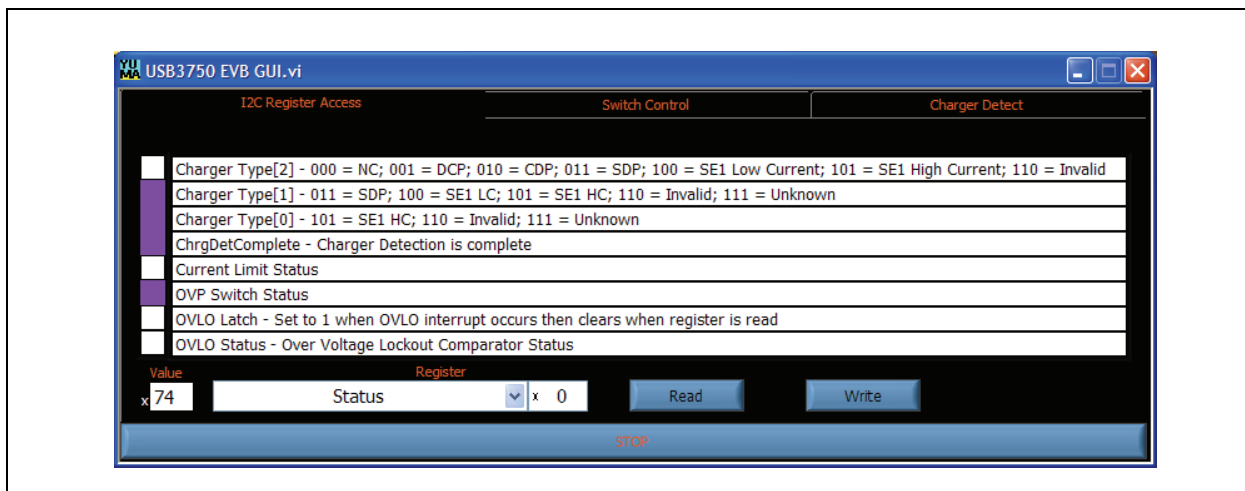 YU
MA USB3750 EVB GUI.vi
I2C Register Access Switch Control Charger Detect
Charger Type[2] - 000 = NC; 001 = DCP; 010 = CDP; 011 = SDP; 100 = SE1 Low Current; 101 = SE1 High Current; 110 = Invalid
Charger Type[1] - 011 = SDP; 100 = SE1 LC; 101 = SE1 HC; 110 = Invalid; 111 = Unknown
Charger Type[0] - 101 = SE1 HC; 110 = Invalid; 111 = Unknown
ChrgDetComplete - Charger Detection is complete
Current Limit Status
OVP Switch Status
OVLO Latch - Set to 1 when OVLO interrupt occurs then clears when register is read
OVLO Status - Over Voltage Lockout Comparator Status
Value Register
x 74 Status x 0 Read Write
STOP